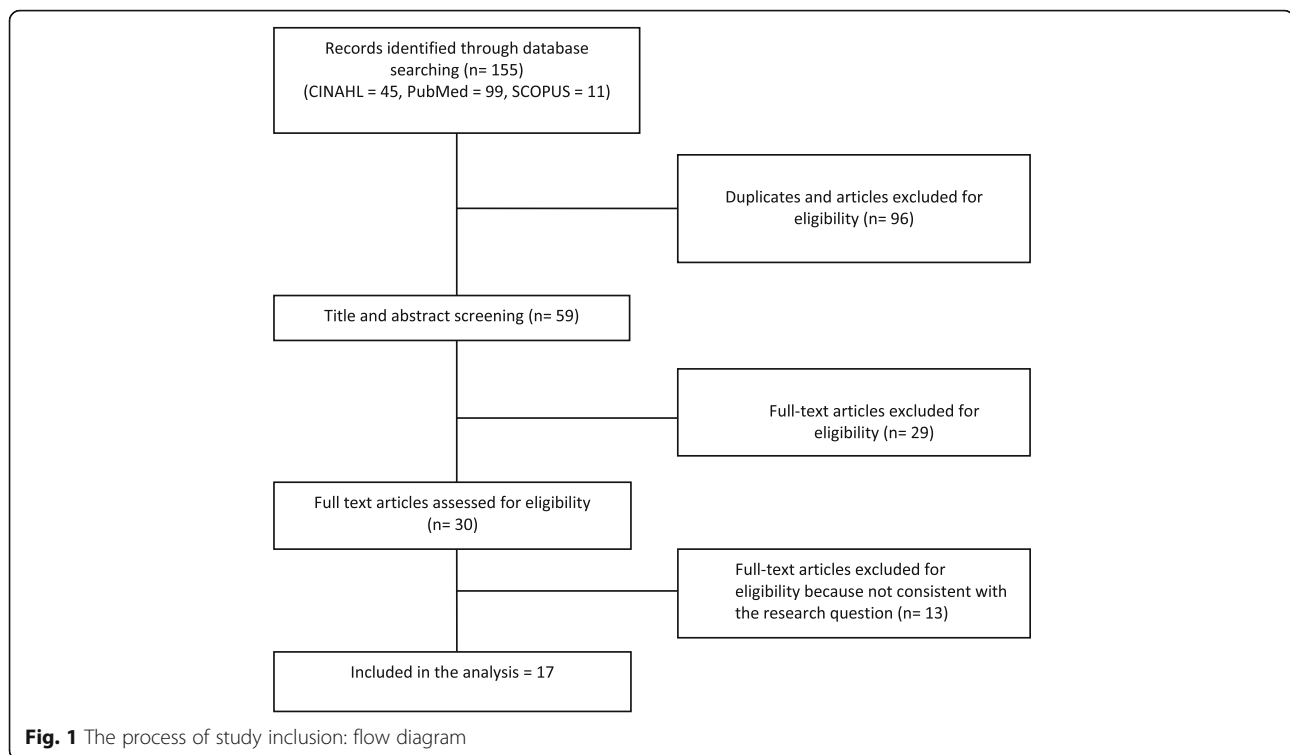 Records identified through database
searching (n= 155)
(CINAHL = 45, PubMed = 99, SCOPUS = 11)
Duplicates and articles excluded for
eligibility (n= 96)
Title and abstract screening (n= 59)
Full-text articles excluded for
eligibility (n= 29)
Full text articles assessed for eligibility
(n= 30)
Full-text articles excluded for
eligibility because not consistent with
the research question (n= 13)
Included in the analysis = 17
Fig. 1 The process of study inclusion: flow diagram